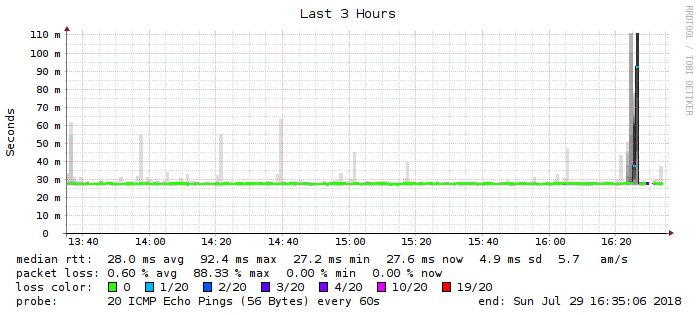 Last 3 Hours
RRDTOOL / TOBI OETIKER
Seconds
110 m
100 m
90 m
80 m
70 m
60 m
50 m
40 m
30 m
20 m
10 m
0
13:40 14:00 14:20 14:40 15:00 15:20 15:40 16:00 16:20
median rtt: 28.0 ms avg 92.4 ms max 27.2 ms min 27.6 ms now 4.9 ms sd 5.7 am/s
packet loss: 0.60 % avg 88.33 % max 0.00 % min 0.00 % now
loss color: 0 1/20 2/20 3/20 4/20 10/20 19/20
probe: 20 ICMP Echo Pings (56 Bytes) every 60s end: Sun Jul 29 16:35:06 2018